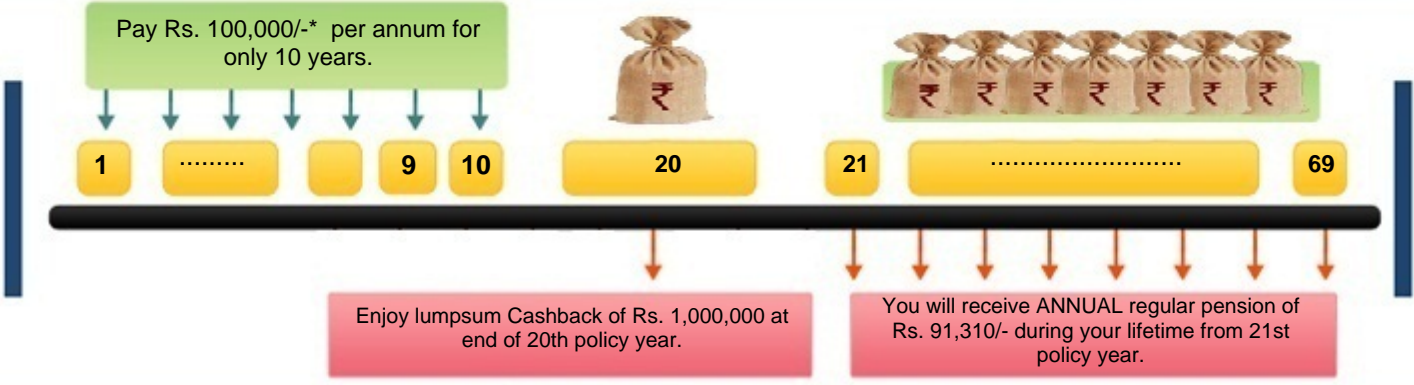 Pay Rs. 100,000/-* per annum for
only 10 years.
₹
₹ ₹ ₹ ₹ ₹ ₹ ₹
1 ......... 9 10 20 21 .......................... 69
Enjoy lumpsum Cashback of Rs. 1,000,000 at
end of 20th policy year.
You will receive ANNUAL regular pension of
Rs. 91,310/- during your lifetime from 21st
policy year.